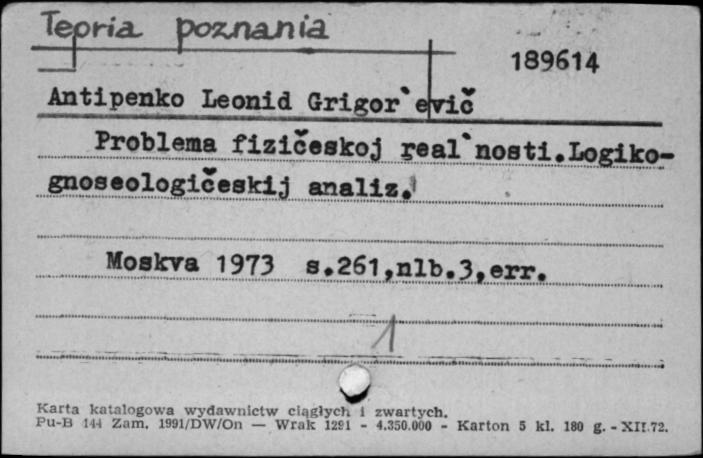 Teoria poznania
189614
Antipenko Leonid Grigor`evič
Problema fizičeskoj real`nosti.Logiko-
gnoseologičeskij analiz.
Moskva 1973 s.261,nlb.3,err.
1
Karta katalogowa wydawnictw ciągłych i zwartych.
Pu-B 144 Zam. 1991/DW/On — Wrak 1291 - 4.350.000 - Karton 5 kl. 180 g. - XII.72.